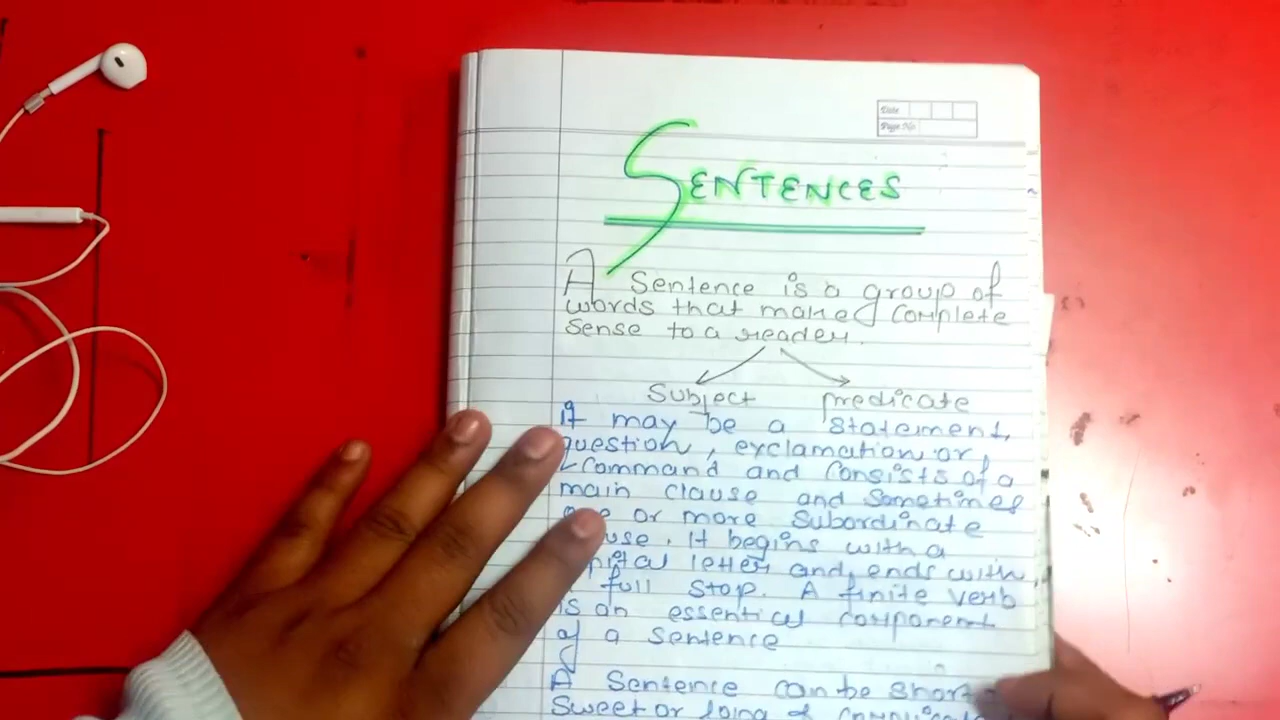 Date
Page No
SENTENCES
A Sentence is a group of
words that make complete
sense to a reader.
Subject predicate
it may be a statement,
question, exclamation or
command and consists of a
main clause and sometimes
or more subordinate
use. It begins with a
pital letter and ends with
full stop. A finite verb
is an essential component
of a sentence
A Sentence can be short
Sweet or long &